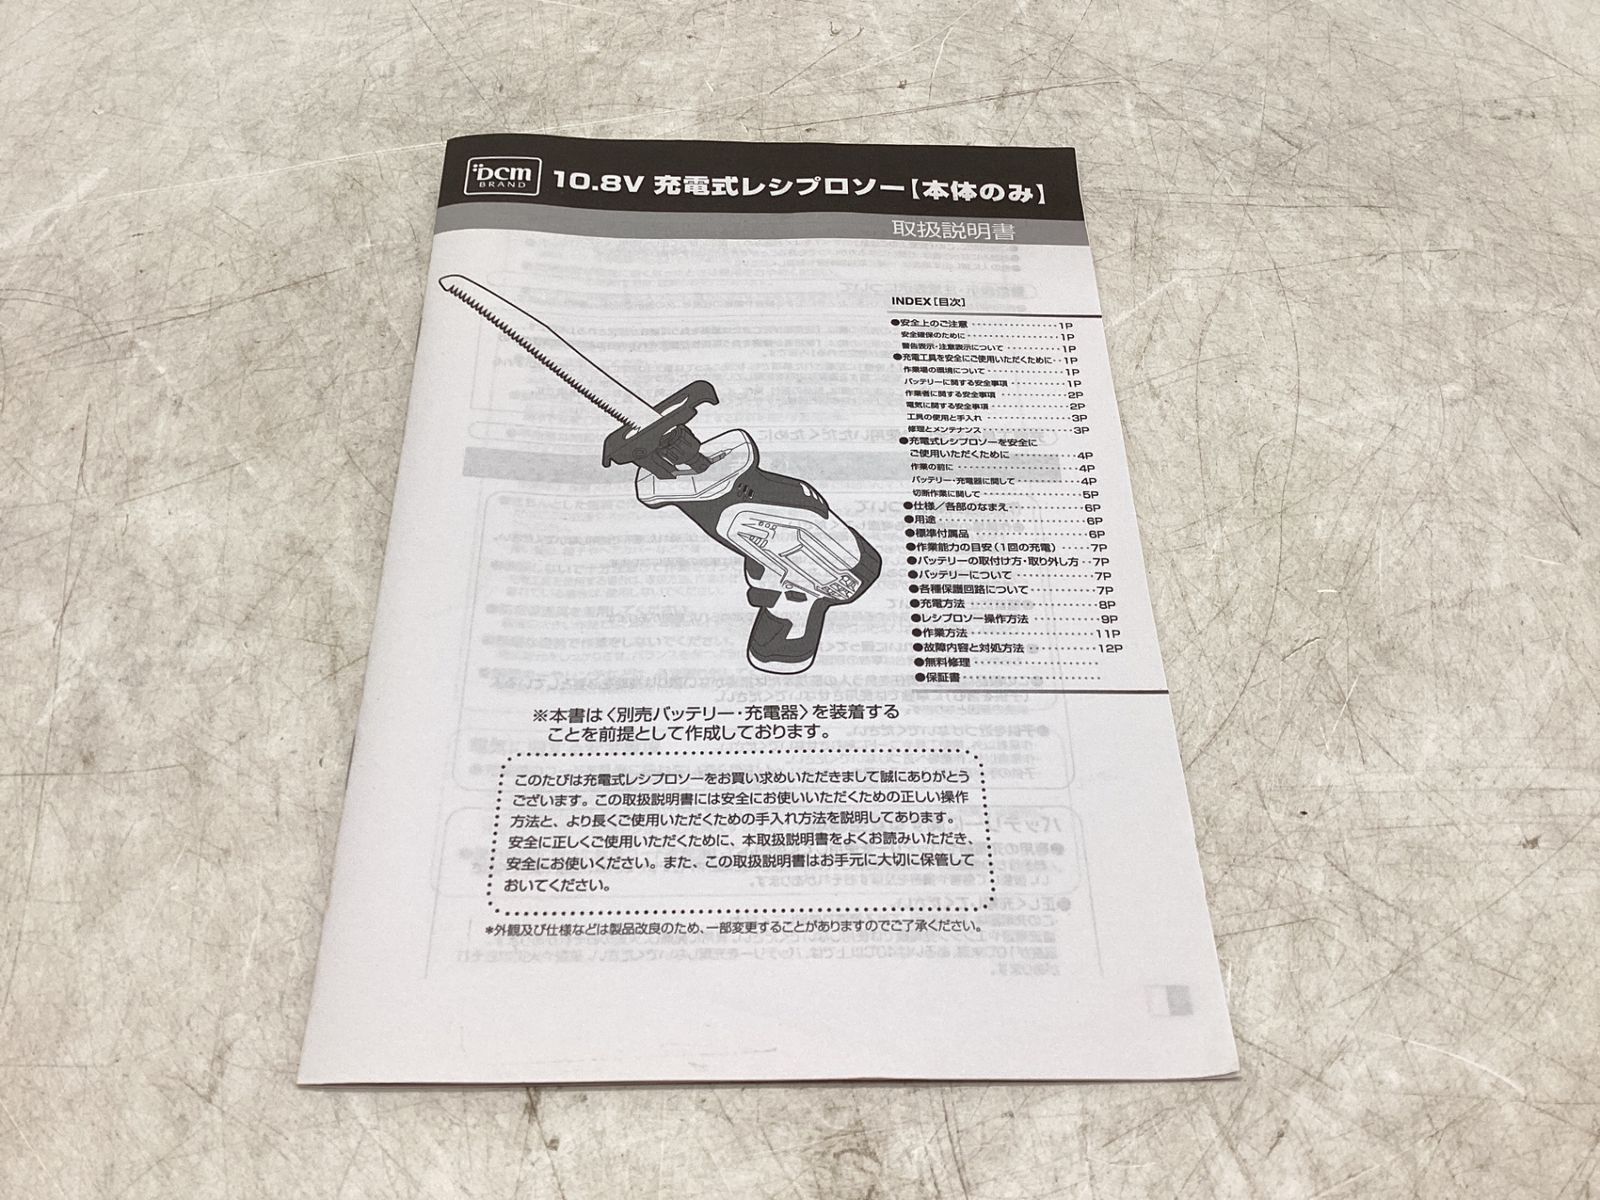 DCM
BRAND
10.8V 充電式レシプロソー【本体のみ】
取扱説明書
INDEX［目次］
●安全上のご注意 ・・・・・・・・・・・・・・・1P
安全確保のために ・・・・・・・・・・・・・・・1P
警告表示・注意表示について ・・・・・・・・・1P
●充電工具を安全にご使用いただくために・・1P
作業場の環境について ・・・・・・・・・・・・・1P
バッテリーに関する安全事項 ・・・・・・・・・1P
作業者に関する安全事項 ・・・・・・・・・・・2P
電気に関する安全事項 ・・・・・・・・・・・・2P
工具の使用と手入れ ・・・・・・・・・・・・・・3P
修理とメンテナンス ・・・・・・・・・・・・・・3P
●充電式レシプロソーを安全に
ご使用いただくために ・・・・・・・・・・・4P
作業の前に ・・・・・・・・・・・・・・・・・・4P
バッテリー・充電器に関して ・・・・・・・・・4P
切断作業に関して ・・・・・・・・・・・・・・・5P
●仕様／各部のなまえ ・・・・・・・・・・・・6P
●用途 ・・・・・・・・・・・・・・・・・・・・・6P
●標準付属品 ・・・・・・・・・・・・・・・・・6P
●作業能力の目安（1回の充電） ・・・・・7P
●バッテリーの取付け方・取り外し方 ・・7P
●バッテリーについて ・・・・・・・・・・・・7P
●各種保護回路について ・・・・・・・・・・7P
●充電方法 ・・・・・・・・・・・・・・・・・・8P
●レシプロソー操作方法 ・・・・・・・・・・9P
●作業方法 ・・・・・・・・・・・・・・・・・11P
●故障内容と対処方法 ・・・・・・・・・・12P
●無料修理 ・・・・・・・・・・・・・・・・・・
●保証書 ・・・・・・・・・・・・・・・・・・・
※本書は〈別売バッテリー・充電器〉を装着する
ことを前提として作成しております。
このたびは充電式レシプロソーをお買い求めいただきまして誠にありがとう
ございます。この取扱説明書には安全にお使いいただくための正しい操作
方法と、より長くご使用いただくための手入れ方法を説明してあります。
安全に正しくご使用いただくために、本取扱説明書をよくお読みいただき、
安全にお使いください。また、この取扱説明書はお手元に大切に保管して
おいてください。
*外観及び仕様などは製品改良のため、一部変更することがありますのでご了承ください。